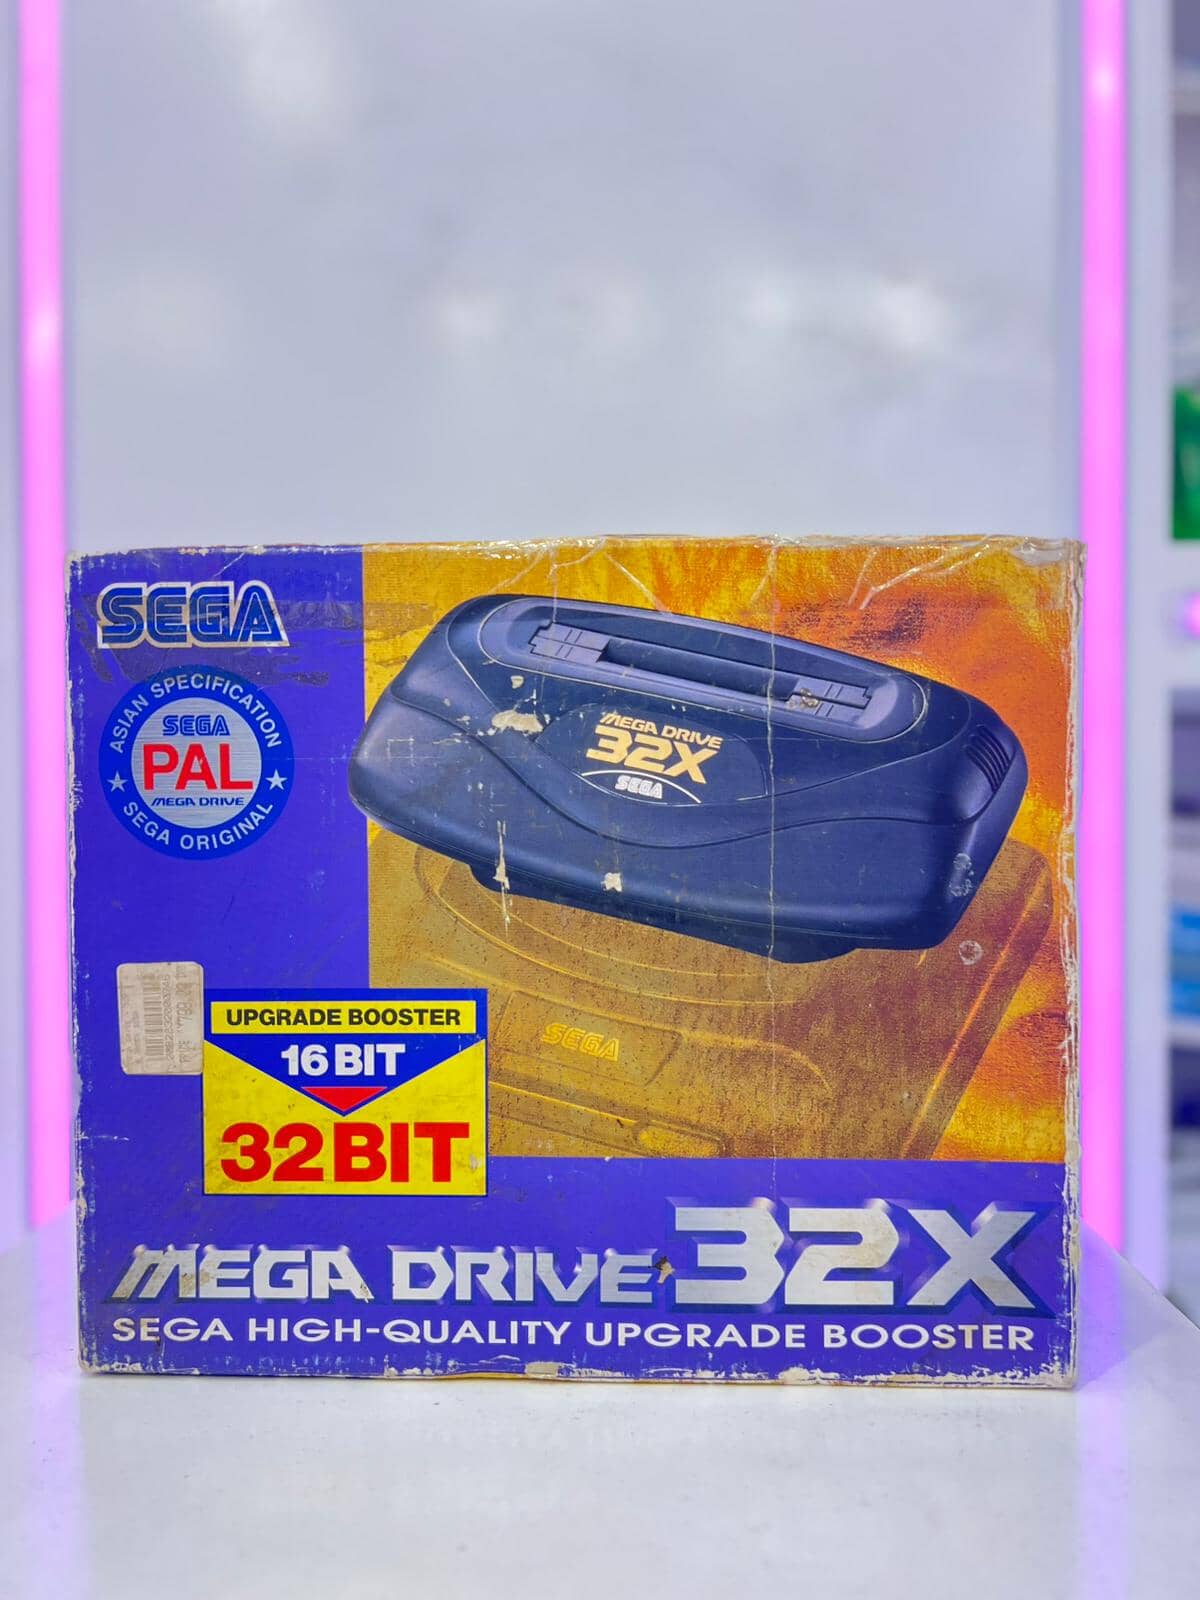 SEGA
ASIAN SPECIFICATION
SEGA
PAL
MEGA DRIVE
SEGA ORIGINAL
MEGA DRIVE
32X
SEGA
SEGA
UPGRADE BOOSTER
16 BIT
32 BIT
MEGA DRIVE 32X
SEGA HIGH-QUALITY UPGRADE BOOSTER